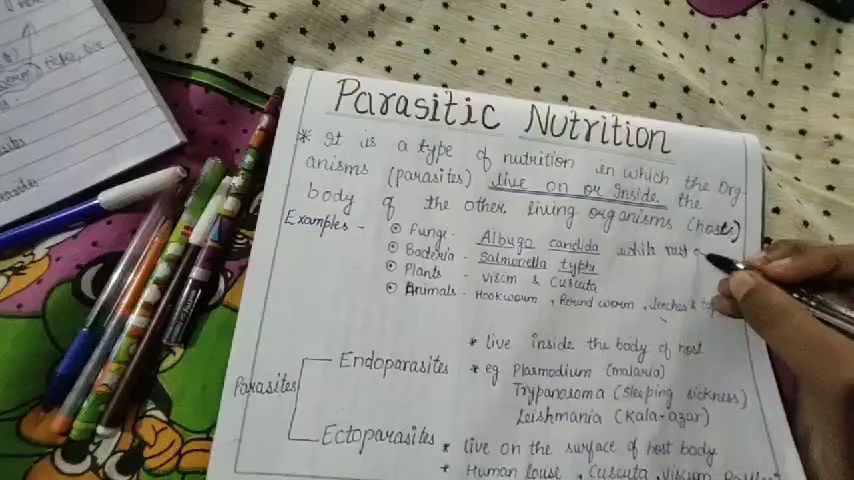 Parasitic Nutrition
* It is a type of nutrition in which the org
anisms (parasites) live on or inside the
body of the other living organisms (hosts)
Examples - ⊙ Fungi - Albugo candida while rust
⊙ Bacteria - Salmonella typhi
⊙ Plants - Viscm & Cuscuta
⊙ Animals - Hookworm, Round worm, Leeches &
* live inside the body of host
Endoparasites * eg Plasmodium (malaria)
Parasites
Trypanosoma (Sleeping sickness)
Leishmania (Kala-azar)
Ectoparasites * live on the surface of host body
* Human louse, Cuscuta, Viscum